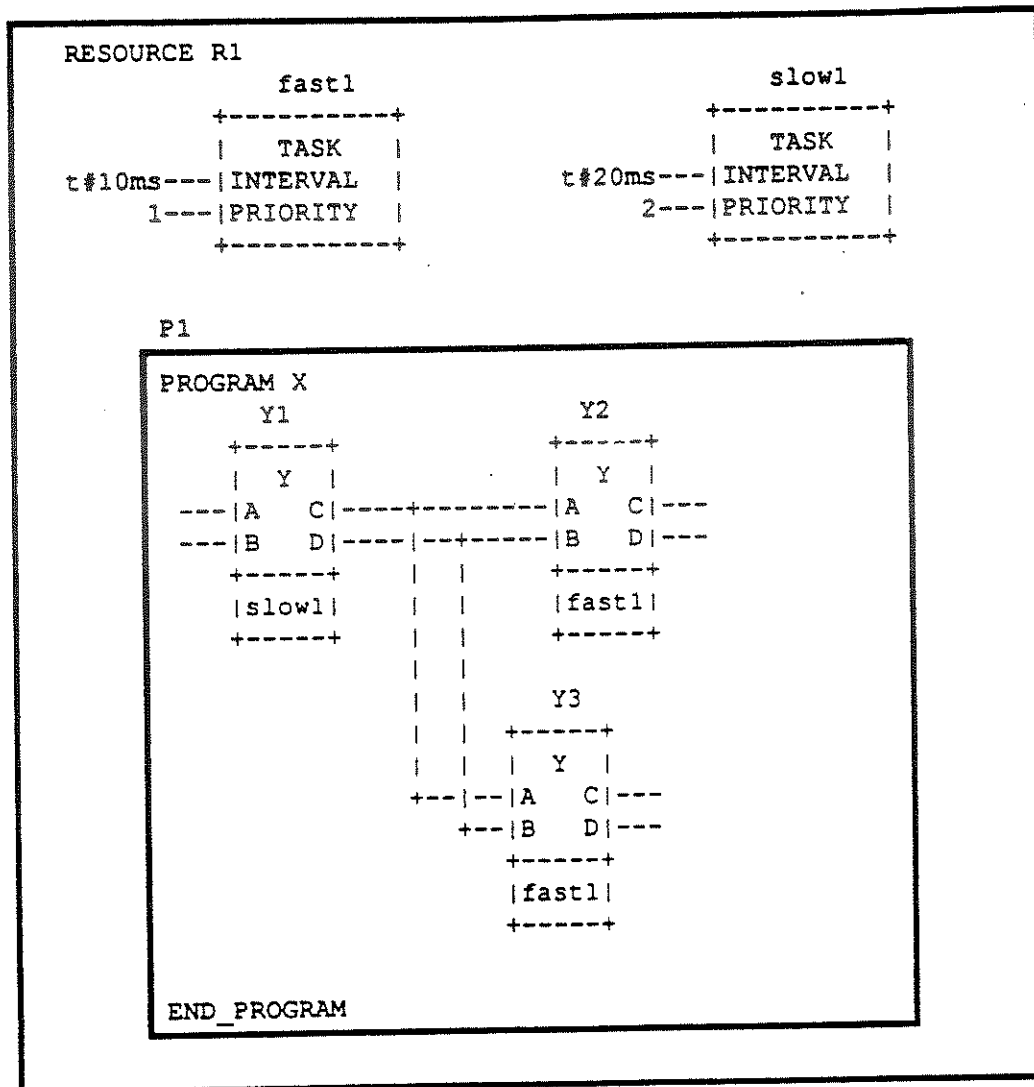 RESOURCE R1
fast1 slow1
+-----------+ +-----------+
| TASK | | TASK |
t#10ms---|INTERVAL | t#20ms---|INTERVAL |
1---|PRIORITY | 2---|PRIORITY |
+-----------+ +-----------+
P1
PROGRAM X
Y1 Y2
+------+ +------+
| Y | | Y |
---|A C|----+--------|A C|---
---|B D|----|--+-----|B D|---
+------+ | | +------+
|slow1| | | |fast1|
+------+ | | +------+
| |
| | Y3
| | +------+
| | | Y |
+--|--|A C|---
+--|B D|---
+------+
|fast1|
+------+
END_PROGRAM